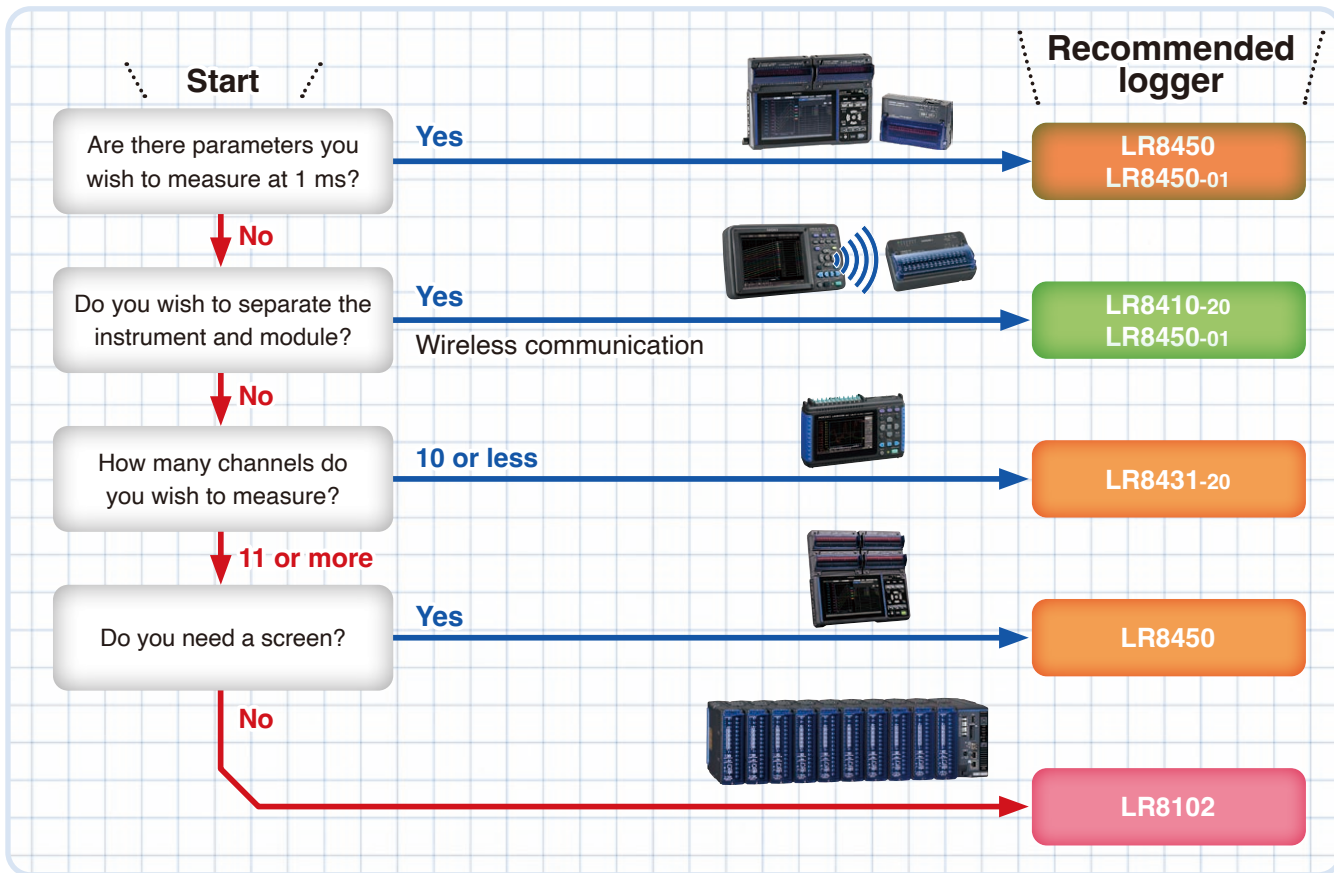 Start
Recommended
logger
Are there parameters you
wish to measure at 1 ms?
Yes
LR8450
LR8450-01
No
Do you wish to separate the
instrument and module?
Yes
Wireless communication
LR8410-20
LR8450-01
No
How many channels do
you wish to measure?
10 or less
LR8431-20
11 or more
Do you need a screen?
Yes
LR8450
No
LR8102